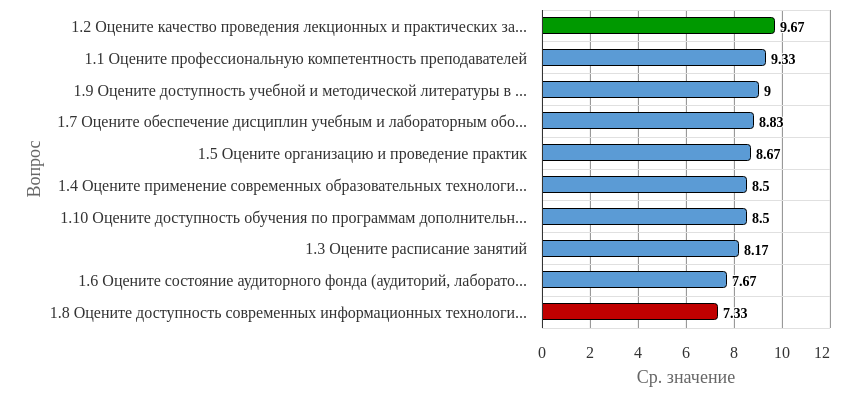 1.2 Оцените качество проведения лекционных и практических за... 9.67
1.1 Оцените профессиональную компетентность преподавателей 9.33
1.9 Оцените доступность учебной и методической литературы в ... 9
1.7 Оцените обеспечение дисциплин учебным и лабораторным обо... 8.83
1.5 Оцените организацию и проведение практик 8.67
1.4 Оцените применение современных образовательных технологи... 8.5
1.10 Оцените доступность обучения по программам дополнительн... 8.5
1.3 Оцените расписание занятий 8.17
1.6 Оцените состояние аудиторного фонда (аудиторий, лаборато... 7.67
1.8 Оцените доступность современных информационных технологи... 7.33
Вопрос
0 2 4 6 8 10 12
Ср. значение